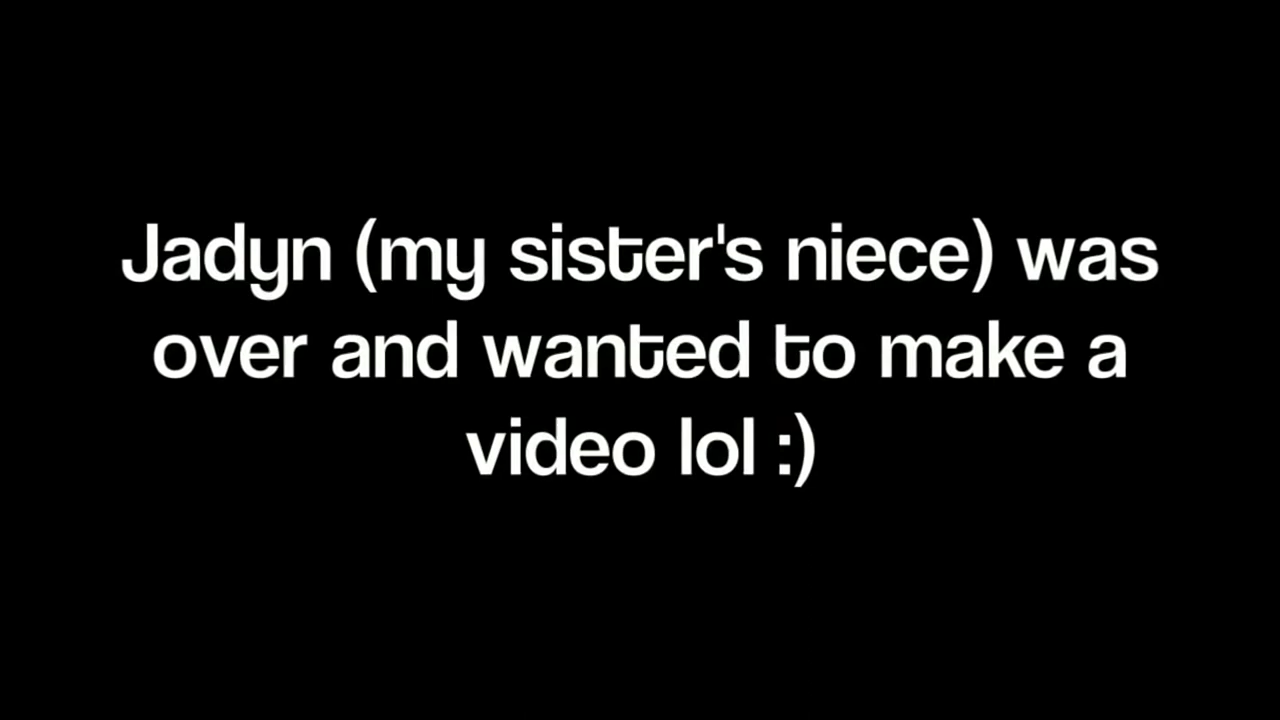 Jadyn (my sister's niece) was
over and wanted to make a
video lol :)